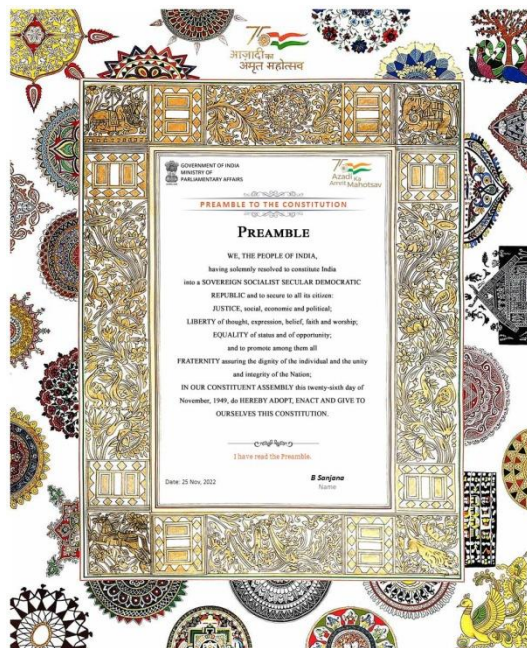 75
आज़ादी का
अमृत महोत्सव
GOVERNMENT OF INDIA
MINISTRY OF
PARLIAMENTARY AFFAIRS
75
Azadi Ka
Amrit Mahotsav
PREAMBLE TO THE CONSTITUTION
PREAMBLE
WE, THE PEOPLE OF INDIA,
having solemnly resolved to constitute India
into a SOVEREIGN SOCIALIST SECULAR DEMOCRATIC
REPUBLIC and to secure to all its citizen:
JUSTICE, social, economic and political;
LIBERTY of thought, expression, belief, faith and worship;
EQUALITY of status and of opportunity;
and to promote among them all
FRATERNITY assuring the dignity of the individual and the unity
and integrity of the Nation;
IN OUR CONSTITUENT ASSEMBLY this twenty-sixth day of
November, 1949, do HEREBY ADOPT, ENACT AND GIVE TO
OURSELVES THIS CONSTITUTION.
I have read the Preamble.
Date: 25 Nov, 2022
B Sanjana
Name